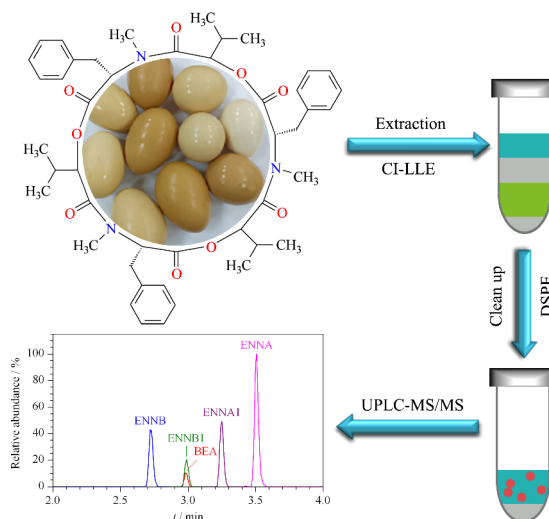 H₃C
O
CH₃
N
CH₃
O
O
O
O
O
H₃C
N
CH₃
CH₃
O
O
N
H₃C
O
CH₃
O
O
CH₃
Extraction
CI-LLE
Clean up
DSPE
UPLC-MS/MS
Relative abundance / %
100
80
60
40
20
0
ENNA
ENNB
ENNA1
ENNB1
BEA
2.0
2.5
3.0
3.5
4.0
t / min